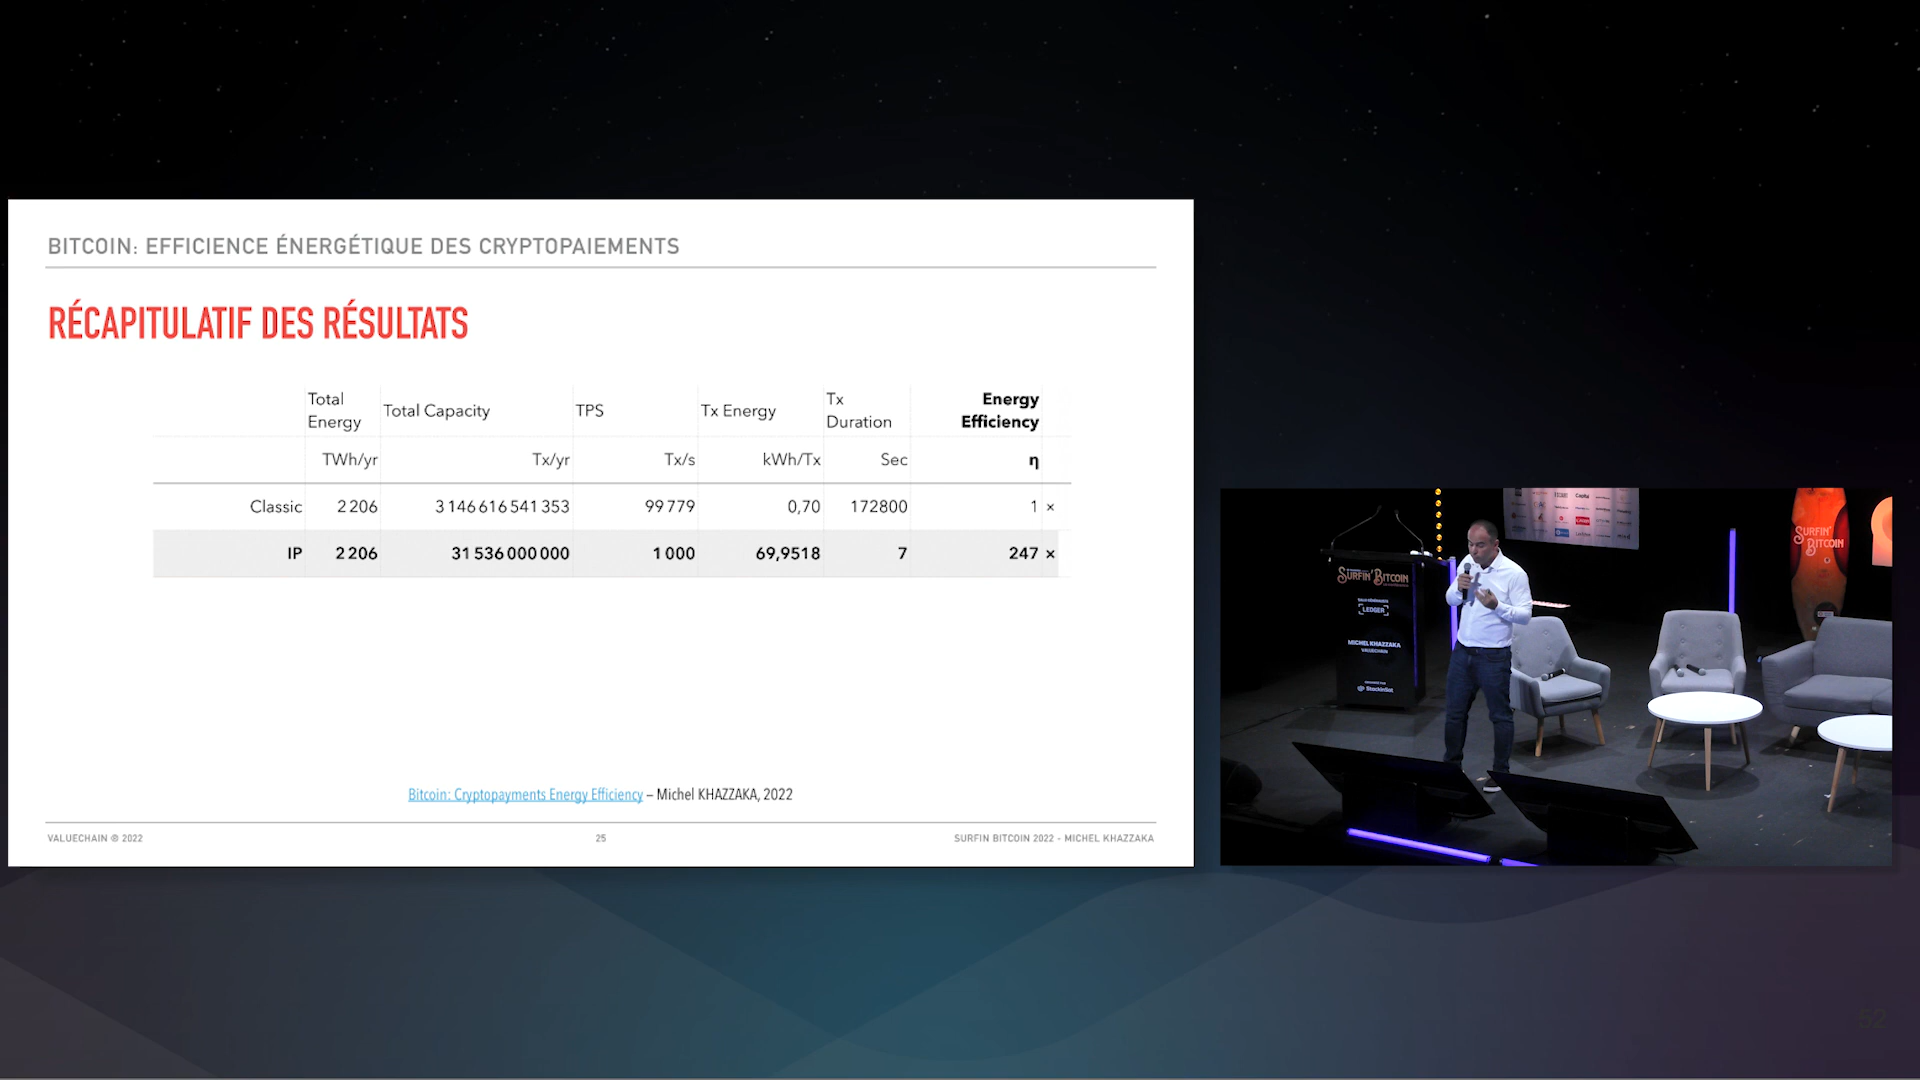 BITCOIN: EFFICIENCE ÉNERGÉTIQUE DES CRYPTOPAIEMENTS
RÉCAPITULATIF DES RÉSULTATS
Total Energy Total Capacity TPS Tx Energy Tx Duration Energy Efficiency
TWh/yr Tx/yr Tx/s kWh/Tx Sec η
Classic 2 206 3 146 616 541 353 99 779 0,70 172800 1 ×
IP 2 206 31 536 000 000 1 000 69,9518 7 247 ×
Bitcoin: Cryptopayments Energy Efficiency – Michel KHAZZAKA, 2022
VALUECHAIN © 2022 25 SURFIN BITCOIN 2022 - MICHEL KHAZZAKA
SURFIN' BITCOIN
LEDGER
MICHEL KHAZZAKA
VALUECHAIN
StackinSat
SURFIN' BITCOIN
52